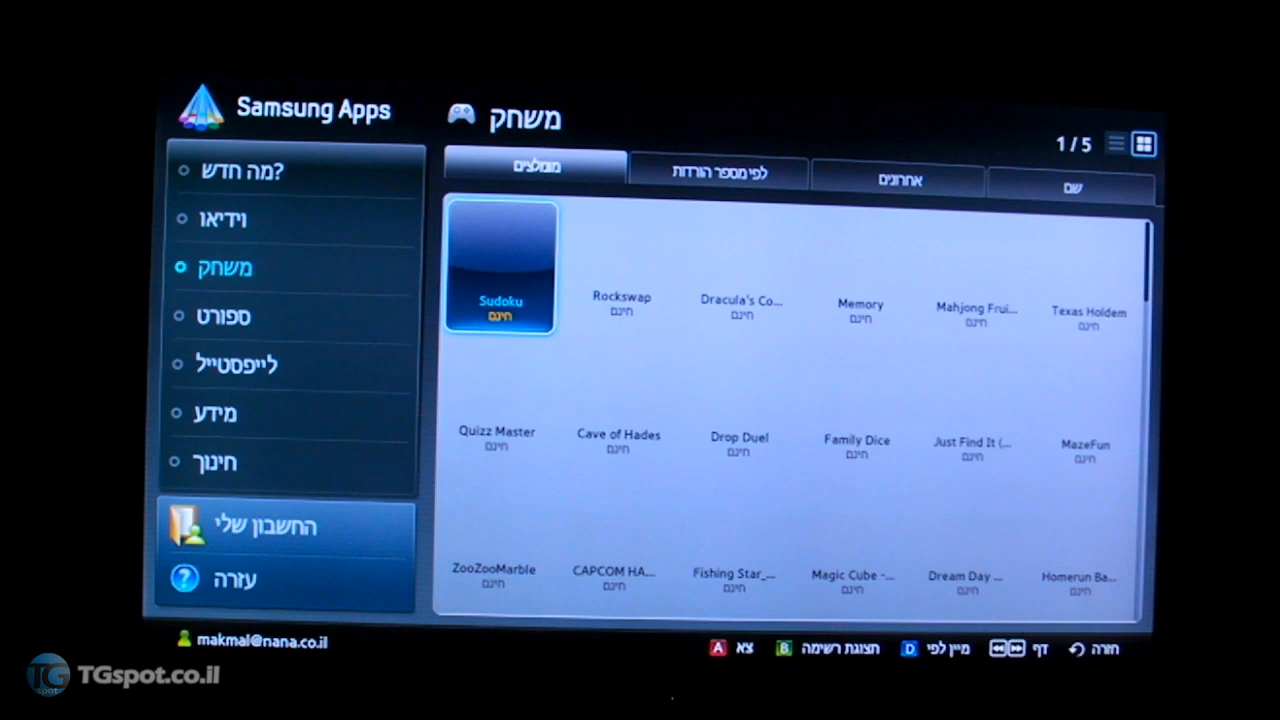 Samsung Apps
משחק
1 / 5
מה חדש?
וידיאו
משחק
ספורט
לייפסטייל
מידע
חינוך
החשבון שלי
עזרה
מומלצים
לפי מספר הורדות
אחרונים
שם
Sudoku
חינם
Rockswap
חינם
Dracula's Co...
חינם
Memory
חינם
Mahjong Frui...
חינם
Texas Holdem
חינם
Quizz Master
חינם
Cave of Hades
חינם
Drop Duel
חינם
Family Dice
חינם
Just Find It (...
חינם
MazeFun
חינם
ZooZooMarble
חינם
CAPCOM HA...
חינם
Fishing Star_...
חינם
Magic Cube -...
חינם
Dream Day ...
חינם
Homerun Ba...
חינם
makmal@nana.co.il
A צא B תצוגת רשימה D מיין לפי דף חזרה
TG spot TGspot.co.il